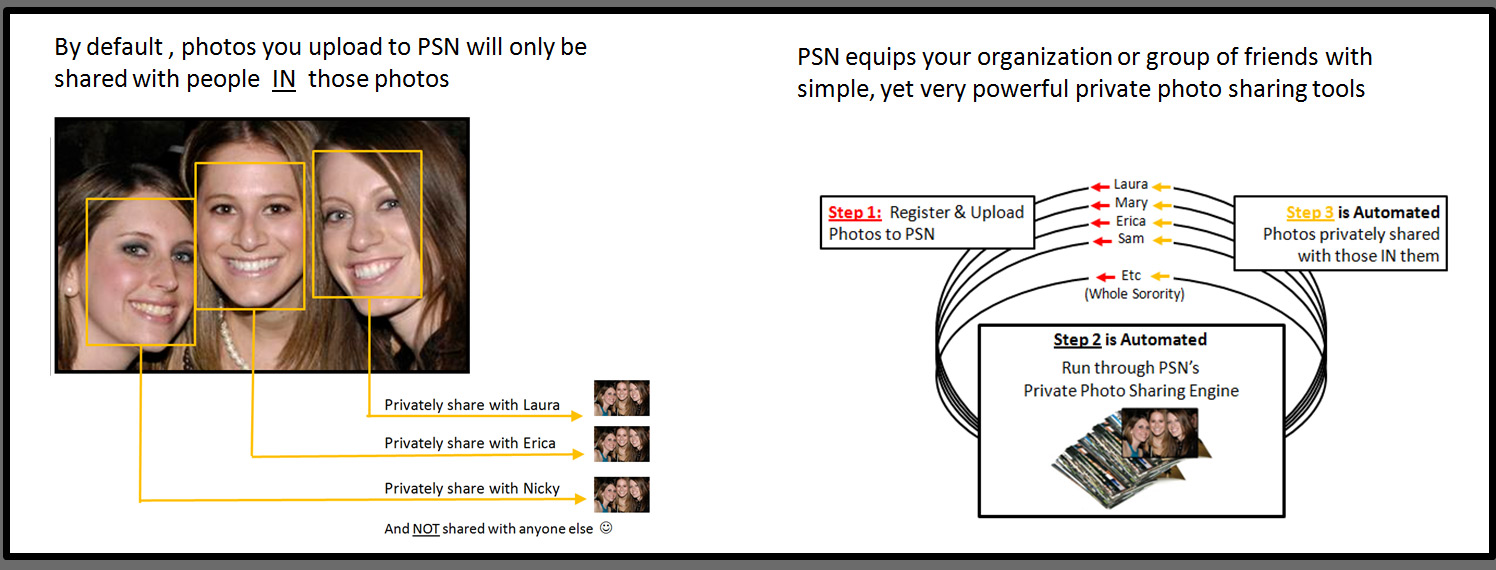 By default , photos you upload to PSN will only be
shared with people IN those photos
Privately share with Laura
Privately share with Erica
Privately share with Nicky
And NOT shared with anyone else ☺
PSN equips your organization or group of friends with
simple, yet very powerful private photo sharing tools
Step 1: Register & Upload
Photos to PSN
Laura
Mary
Erica
Sam
Etc
(Whole Sorority)
Step 3 is Automated
Photos privately shared
with those IN them
Step 2 is Automated
Run through PSN's
Private Photo Sharing Engine